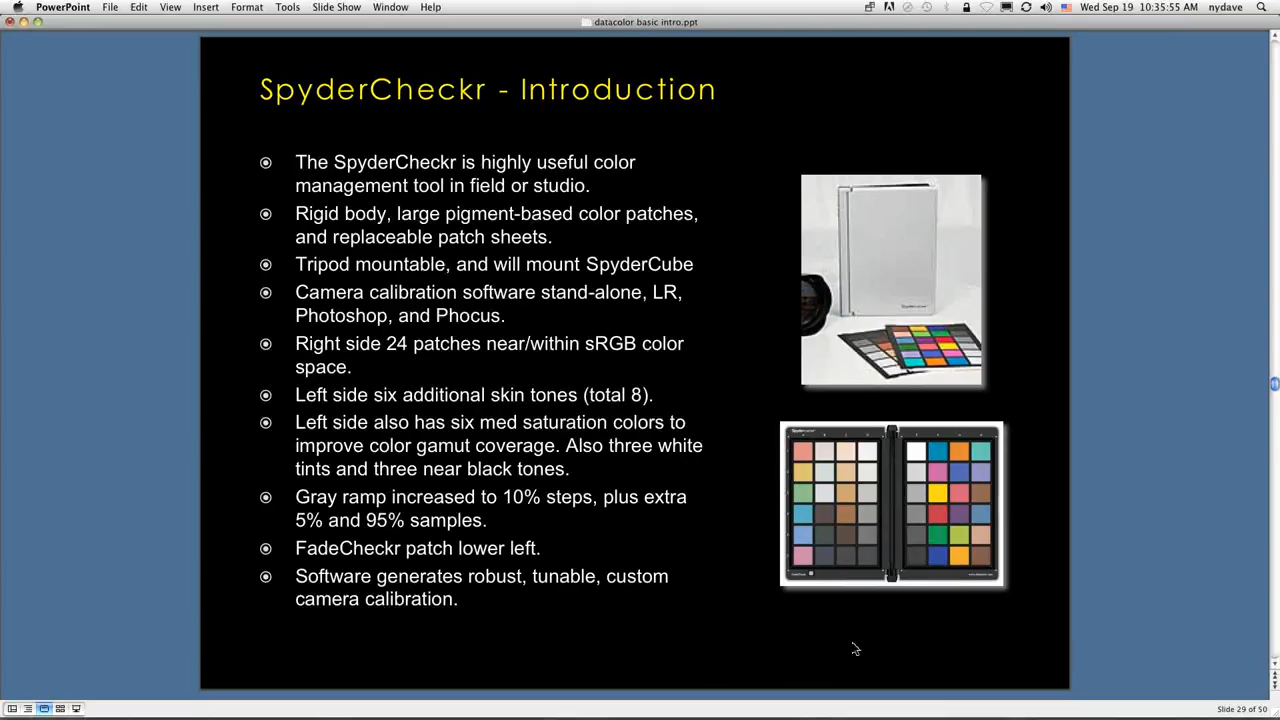 PowerPoint File Edit View Insert Format Tools Slide Show Window Help Wed Sep 19 10:35:55 AM nydave
datacolor basic intro.ppt
SpyderCheckr - Introduction
The SpyderCheckr is highly useful color
management tool in field or studio.
Rigid body, large pigment-based color patches,
and replaceable patch sheets.
Tripod mountable, and will mount SpyderCube
Camera calibration software stand-alone, LR,
Photoshop, and Phocus.
Right side 24 patches near/within sRGB color
space.
Left side six additional skin tones (total 8).
Left side also has six med saturation colors to
improve color gamut coverage. Also three white
tints and three near black tones.
Gray ramp increased to 10% steps, plus extra
5% and 95% samples.
FadeCheckr patch lower left.
Software generates robust, tunable, custom
camera calibration.
Slide 29 of 50